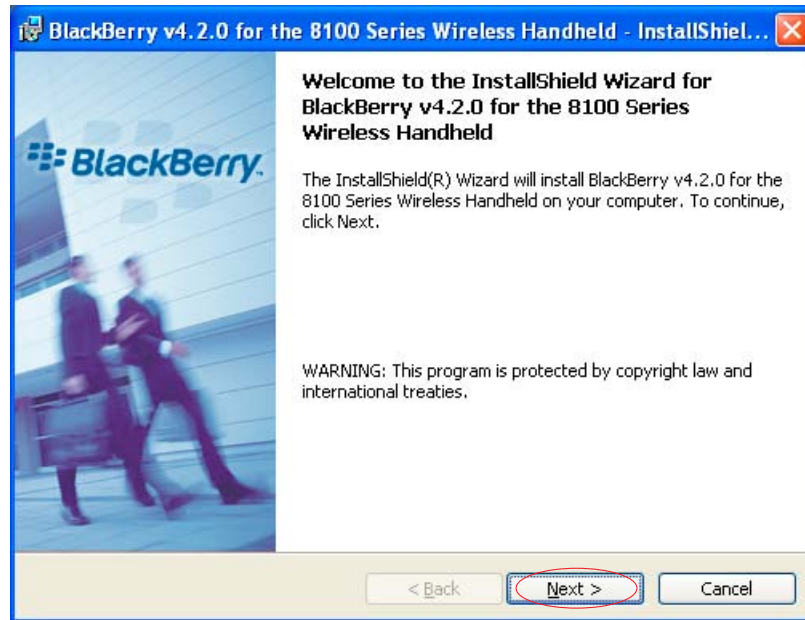 BlackBerry v4.2.0 for the 8100 Series Wireless Handheld - InstallShiel...
Welcome to the InstallShield Wizard for
BlackBerry v4.2.0 for the 8100 Series
Wireless Handheld
BlackBerry.
The InstallShield(R) Wizard will install BlackBerry v4.2.0 for the
8100 Series Wireless Handheld on your computer. To continue,
click Next.
WARNING: This program is protected by copyright law and
international treaties.
< Back
Next >
Cancel